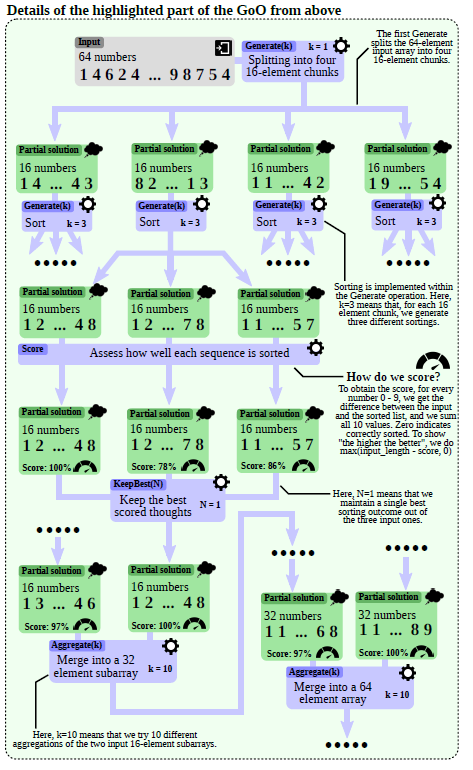 Details of the highlighted part of the GoO from above
Input
64 numbers
1 4 6 2 4 ... 9 8 7 5 4
Generate(k) k = 1
Splitting into four
16-element chunks
The first Generate
splits the 64-element
input array into four
16-element chunks.
Partial solution
16 numbers
1 4 ... 4 3
Partial solution
16 numbers
8 2 ... 1 3
Partial solution
16 numbers
1 1 ... 4 2
Partial solution
16 numbers
1 9 ... 5 4
Generate(k)
Sort k = 3
Generate(k)
Sort k = 3
Generate(k)
Sort k = 3
Generate(k)
Sort k = 3
Sorting is implemented within
the Generate operation. Here,
k=3 means that, for each 16
element chunk, we generate
three different sortings.
Partial solution
16 numbers
1 2 ... 4 8
Partial solution
16 numbers
1 2 ... 7 8
Partial solution
16 numbers
1 1 ... 5 7
Score
Assess how well each sequence is sorted
How do we score?
To obtain the score, for every
number 0 - 9, we get the
difference between the input
and the sorted list, and we sum
all 10 values. Zero indicates
correctly sorted. To show
"the higher the better", we do
max(input_length - score, 0)
Partial solution
16 numbers
1 2 ... 4 8
Score: 100%
Partial solution
16 numbers
1 2 ... 7 8
Score: 78%
Partial solution
16 numbers
1 1 ... 5 7
Score: 86%
KeepBest(N)
Keep the best
scored thoughts
N = 1
Here, N=1 means that we
maintain a single best
sorting outcome out of the
three input ones.
Partial solution
16 numbers
1 3 ... 4 6
Score: 97%
Partial solution
16 numbers
1 2 ... 4 8
Score: 100%
Partial solution
32 numbers
1 1 ... 6 8
Score: 97%
Partial solution
32 numbers
1 1 ... 8 9
Score: 100%
Aggregate(k)
Merge into a 32
element subarray
k = 10
Aggregate(k)
Merge into a 64
element array
k = 10
Here, k=10 means that we try 10 different
aggregations of the two input 16-element subarrays.